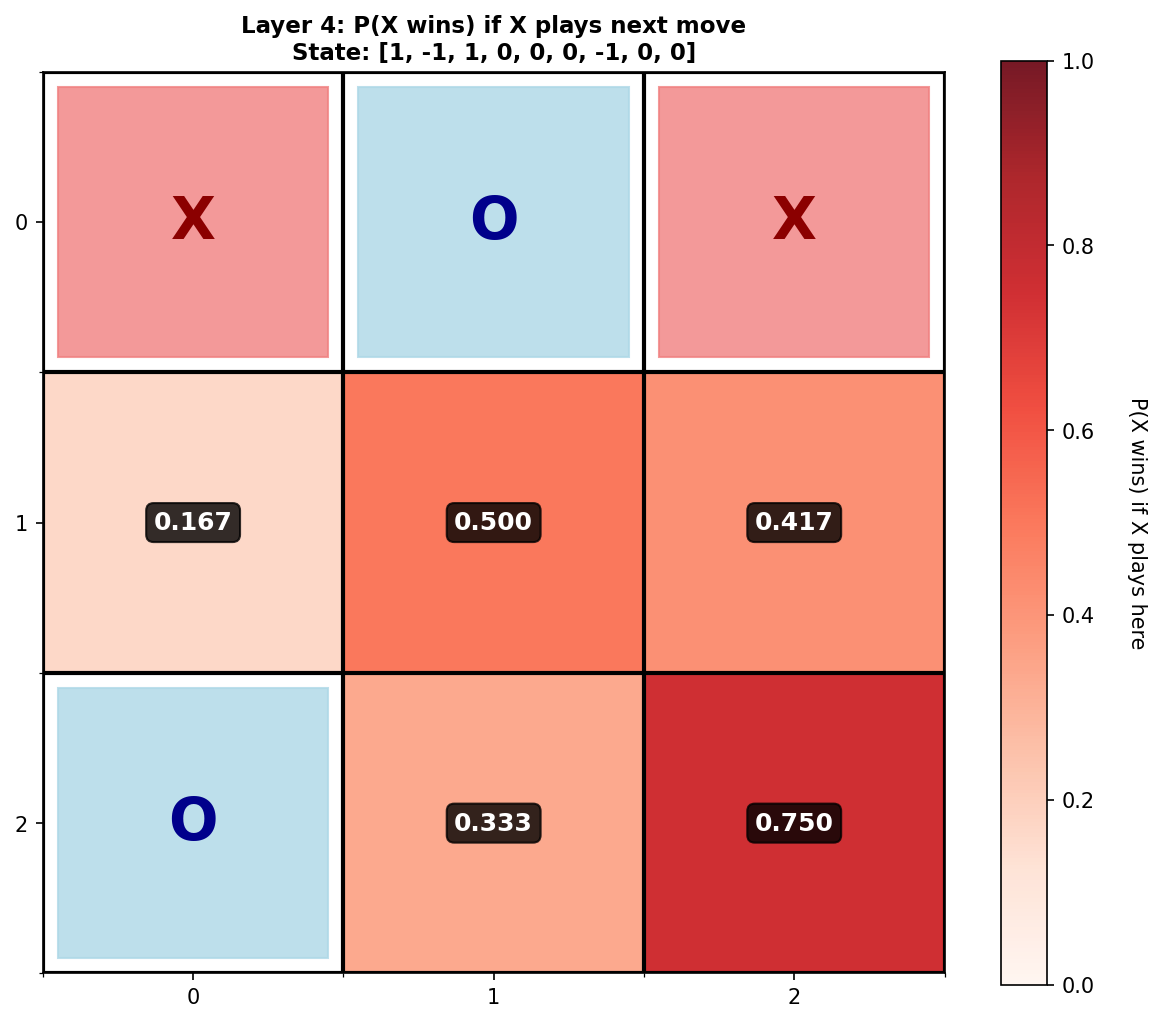 Layer 4: P(X wins) if X plays next move
State: [1, -1, 1, 0, 0, 0, -1, 0, 0]
0
X
O
X
1
0.167
0.500
0.417
2
O
0.333
0.750
0
1
2
1.0
0.8
0.6
0.4
0.2
0.0
P(X wins) if X plays here